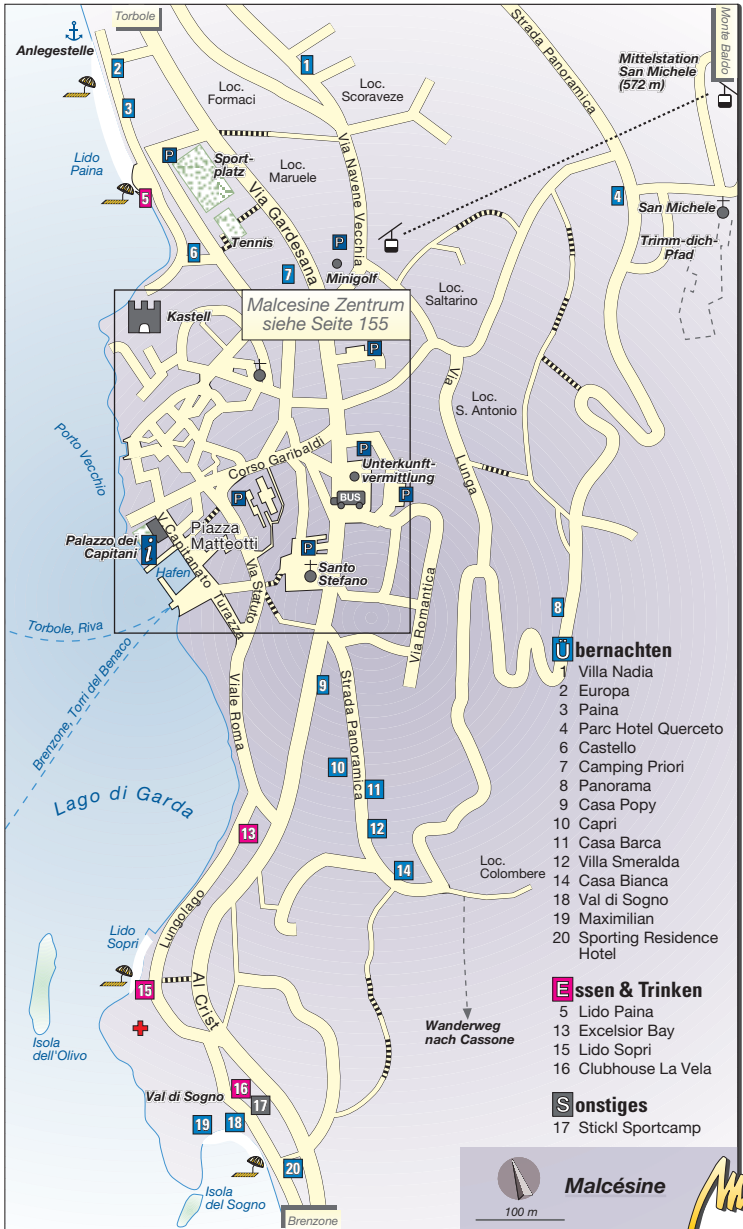 Torbole
Anlegestelle
2
3
1
Loc.
Formaci
Loc.
Scoraveze
Strada Panoramica
Monte Baldo
Mittelstation
San Michele
(572 m)
Lido
Paina
P
5
Sport-
platz
Loc.
Maruele
Via Navene Vecchia
Via Gardesana
4
San Michele
Trimm-dich-
Pfad
Tennis
6
7
P
Minigolf
Loc.
Saltarino
Malcesine Zentrum
siehe Seite 155
Kastell
P
Via
Lunga
Loc.
S. Antonio
Porto Vecchio
Corso Garibaldi
P
Unterkunft-
vermittlung
BUS
P
P
Piazza
Matteotti
Palazzo dei
Capitani
i
V. Capitanato
Hafen
Turazza
Via Statuto
P
Santo
Stefano
Via Romantica
8
Torbole, Riva
Brenzone, Torri del Benaco
Viale Roma
9
Strada Panoramica
10
11
12
Lago di Garda
13
14
Loc.
Colombere
Lungolago
Lido
Sopri
15
Al Crist
Isola
dell'Olivo
Wanderweg
nach Cassone
Val di Sogno
16
17
19
18
20
Isola
del Sogno
Brenzone
Übernachten
1 Villa Nadia
2 Europa
3 Paina
4 Parc Hotel Querceto
6 Castello
7 Camping Priori
8 Panorama
9 Casa Popy
10 Capri
11 Casa Barca
12 Villa Smeralda
14 Casa Bianca
18 Val di Sogno
19 Maximilian
20 Sporting Residence
Hotel
Essen & Trinken
5 Lido Paina
13 Excelsior Bay
15 Lido Sopri
16 Clubhouse La Vela
Sonstiges
17 Stickl Sportcamp
100 m
Malcésine